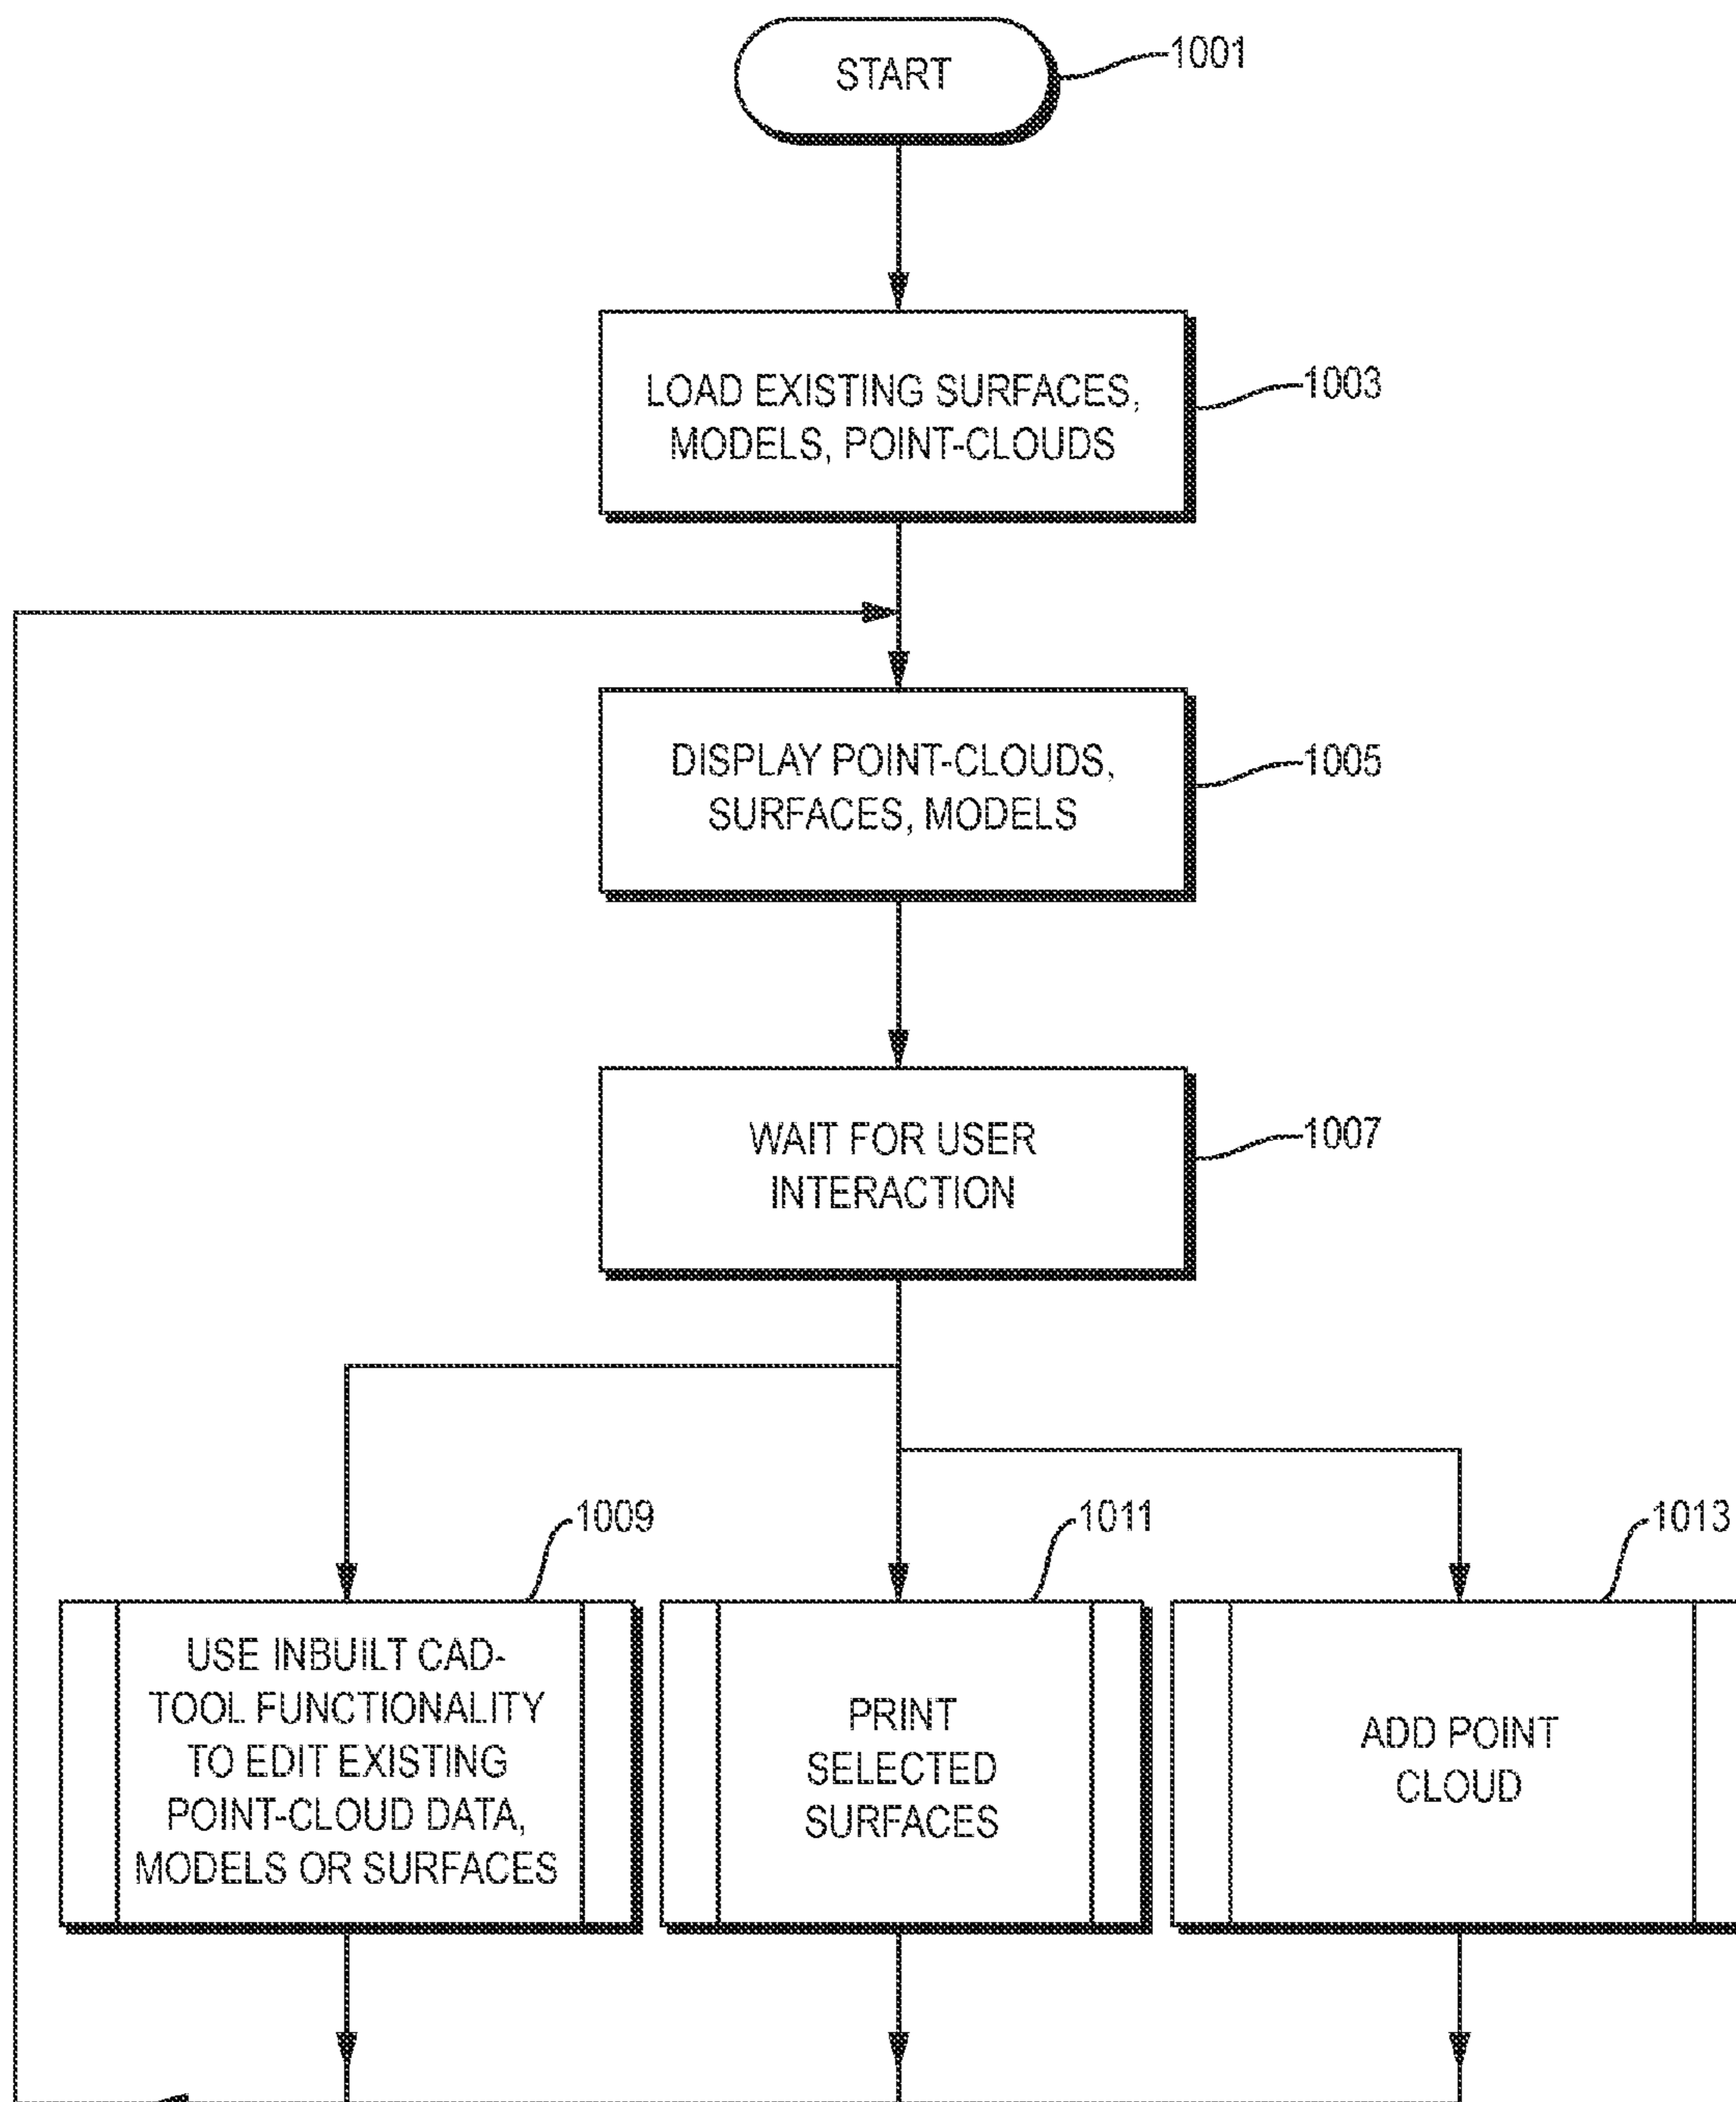 START
1001
LOAD EXISTING SURFACES,
MODELS, POINT-CLOUDS
1003
DISPLAY POINT-CLOUDS,
SURFACES, MODELS
1005
WAIT FOR USER
INTERACTION
1007
1009
USE INBUILT CAD-
TOOL FUNCTIONALITY
TO EDIT EXISTING
POINT-CLOUD DATA,
MODELS OR SURFACES
1011
PRINT
SELECTED
SURFACES
1013
ADD POINT
CLOUD